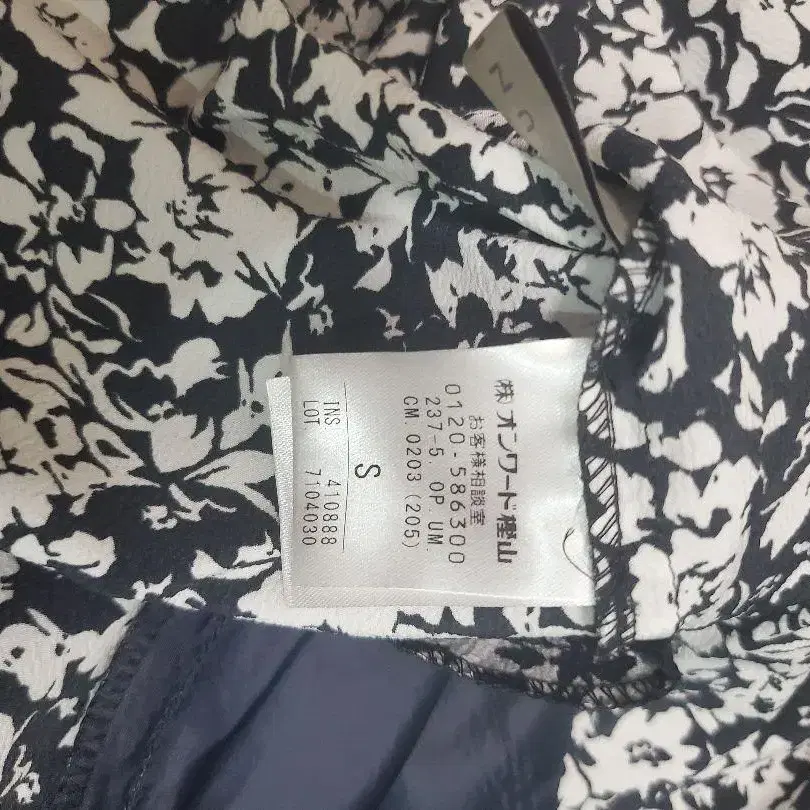 ㈱オンワード樫山
お客様相談室
0120-586300
237-5. OP. UM.
CM. 0203 (205)
S
INS 410888
LOT 7104030